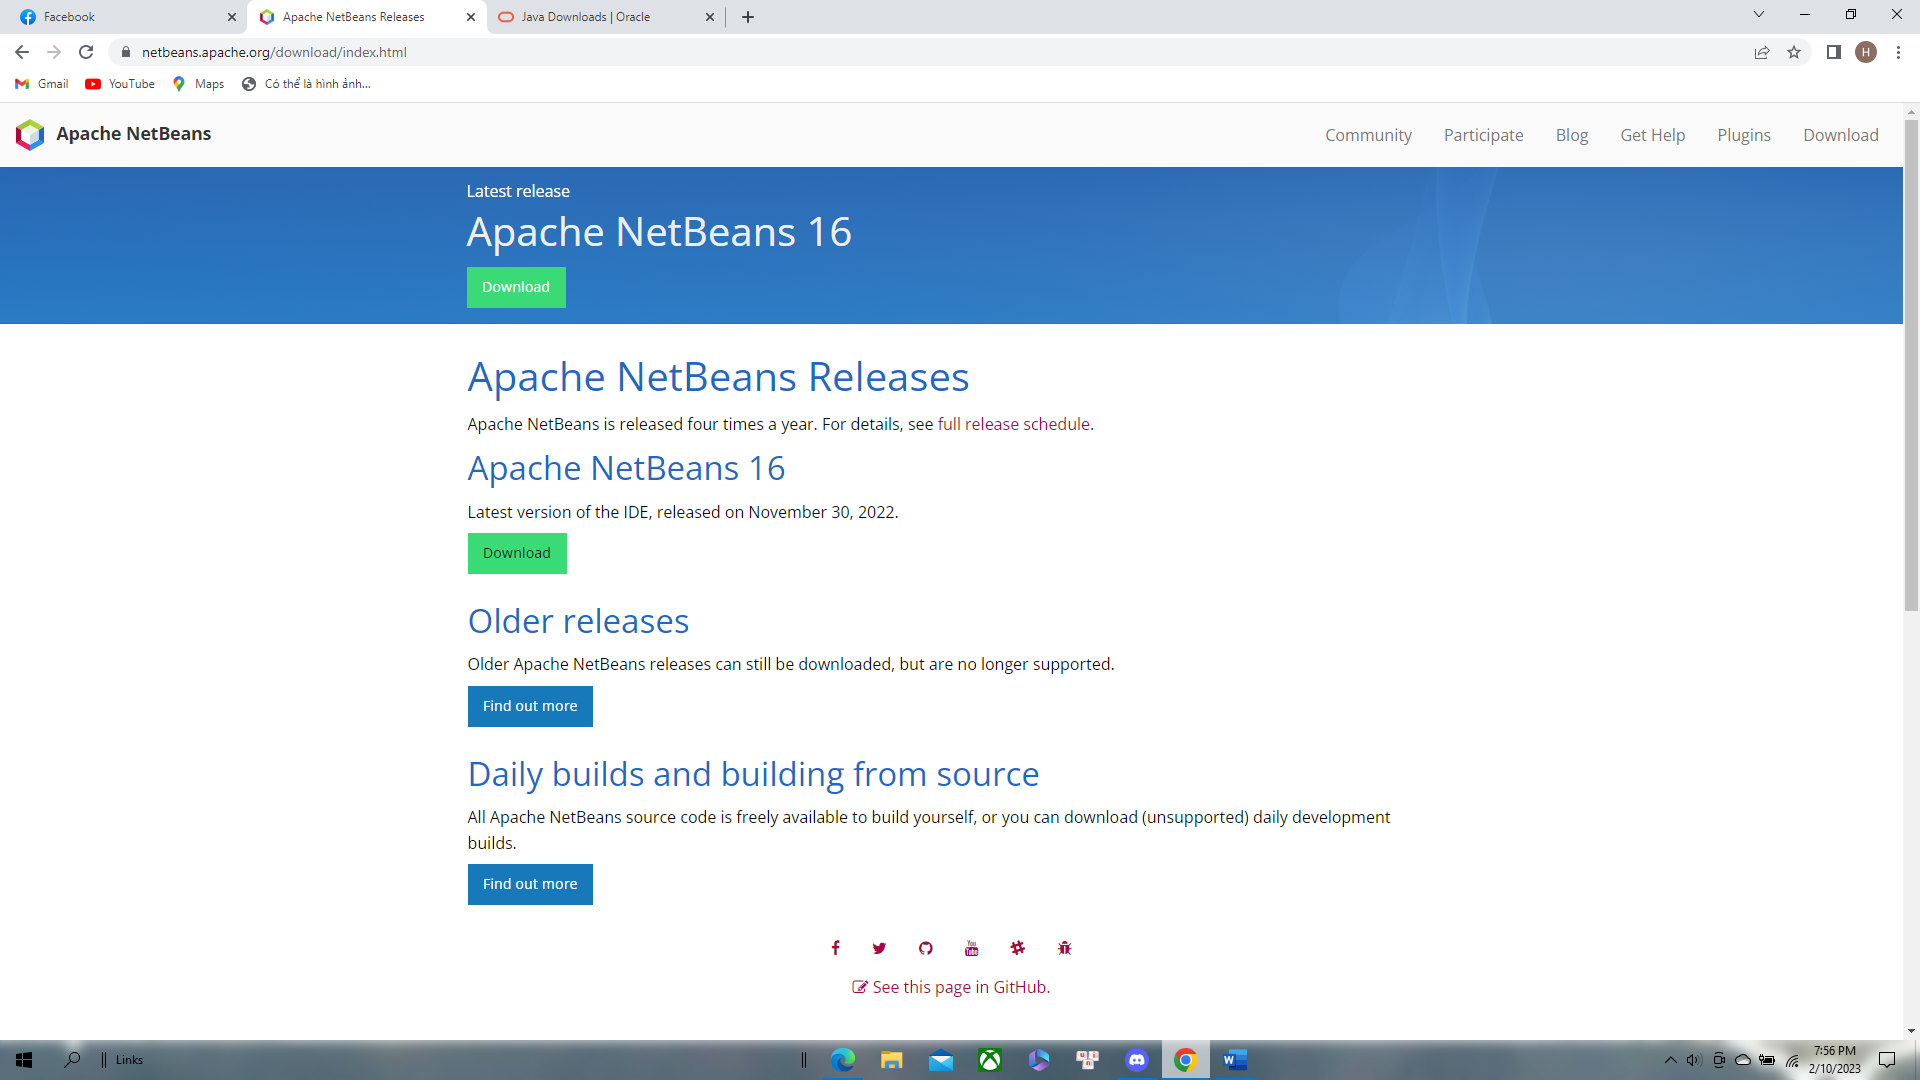 Facebook
Apache NetBeans Releases
Java Downloads | Oracle
netbeans.apache.org/download/index.html
H
Gmail
YouTube
Maps
Có thể là hình ảnh...
Apache NetBeans
Community
Participate
Blog
Get Help
Plugins
Download
Latest release
Apache NetBeans 16
Download
Apache NetBeans Releases
Apache NetBeans is released four times a year. For details, see full release schedule.
Apache NetBeans 16
Latest version of the IDE, released on November 30, 2022.
Download
Older releases
Older Apache NetBeans releases can still be downloaded, but are no longer supported.
Find out more
Daily builds and building from source
All Apache NetBeans source code is freely available to build yourself, or you can download (unsupported) daily development
builds.
Find out more
See this page in GitHub.
Links
7:56 PM
2/10/2023